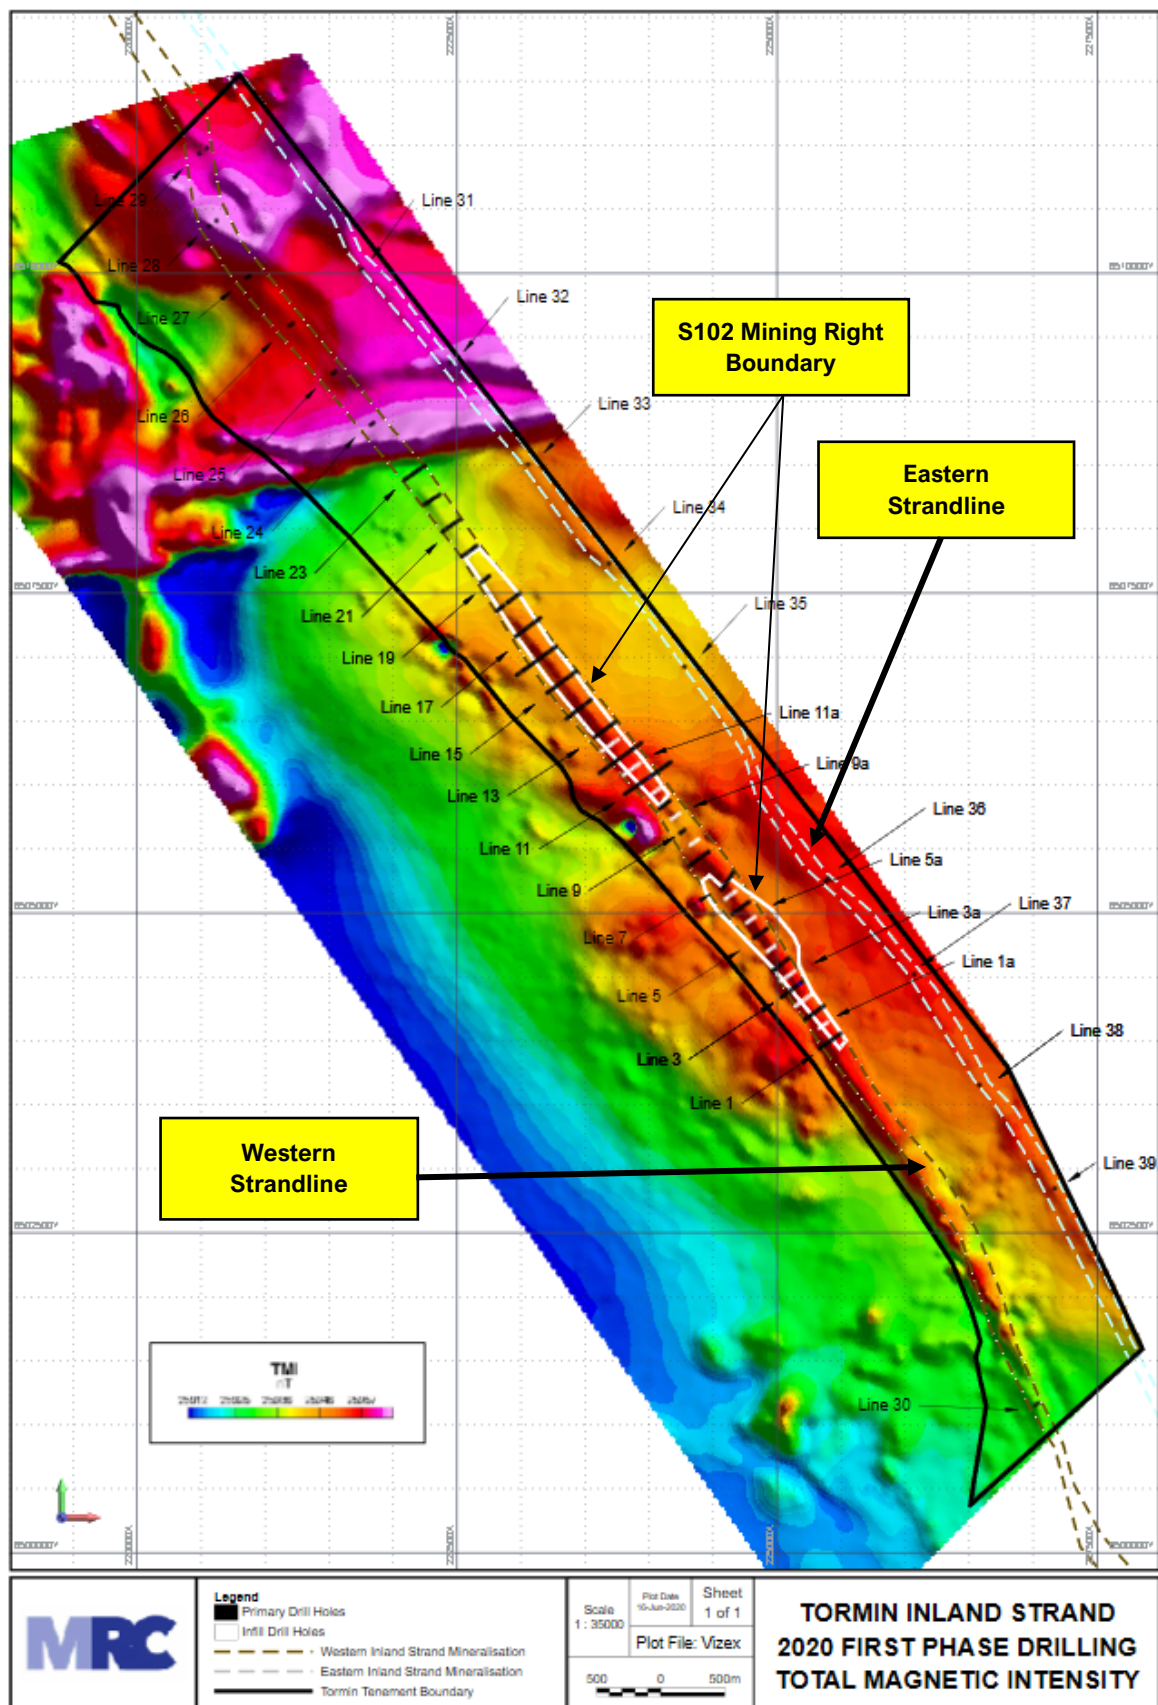 Line 29
Line 31
Line 28
Line 32
Line 27
S102 Mining Right
Boundary
Line 26
Line 33
Eastern
Strandline
Line 25
Line 34
Line 24
Line 23
Line 21
Line 35
Line 19
Line 17
Line 11a
Line 15
Line 9a
Line 13
Line 36
Line 11
Line 5a
Line 9
Line 3a
Line 37
Line 7
Line 1a
Line 5
Line 38
Line 3
Line 1
Western
Strandline
Line 39
TMI
nT
Line 30
MRC
Legend
Primary Drill Holes
Infill Drill Holes
Western Inland Strand Mineralisation
Eastern Inland Strand Mineralisation
Tormin Tenement Boundary
Scale
1 : 35000
Plot Date
16-Jun-2020
Sheet
1 of 1
Plot File: Vizex
500 0 500m
TORMIN INLAND STRAND
2020 FIRST PHASE DRILLING
TOTAL MAGNETIC INTENSITY